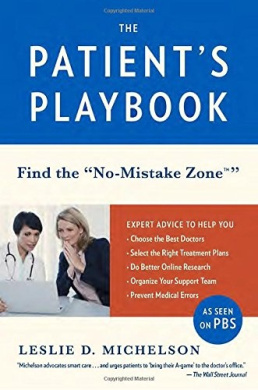 THE
PATIENT'S
PLAYBOOK
Find the “No-Mistake Zone™”
EXPERT ADVICE TO HELP YOU
• Choose the Best Doctors
• Select the Right Treatment Plans
• Do Better Online Research
• Organize Your Support Team
• Prevent Medical Errors
AS SEEN
ON PBS
LESLIE D. MICHELSON
“Michelson advocates smart care ... and urges patients to ‘bring their A-game’ to the doctor's office.”
—The Wall Street Journal